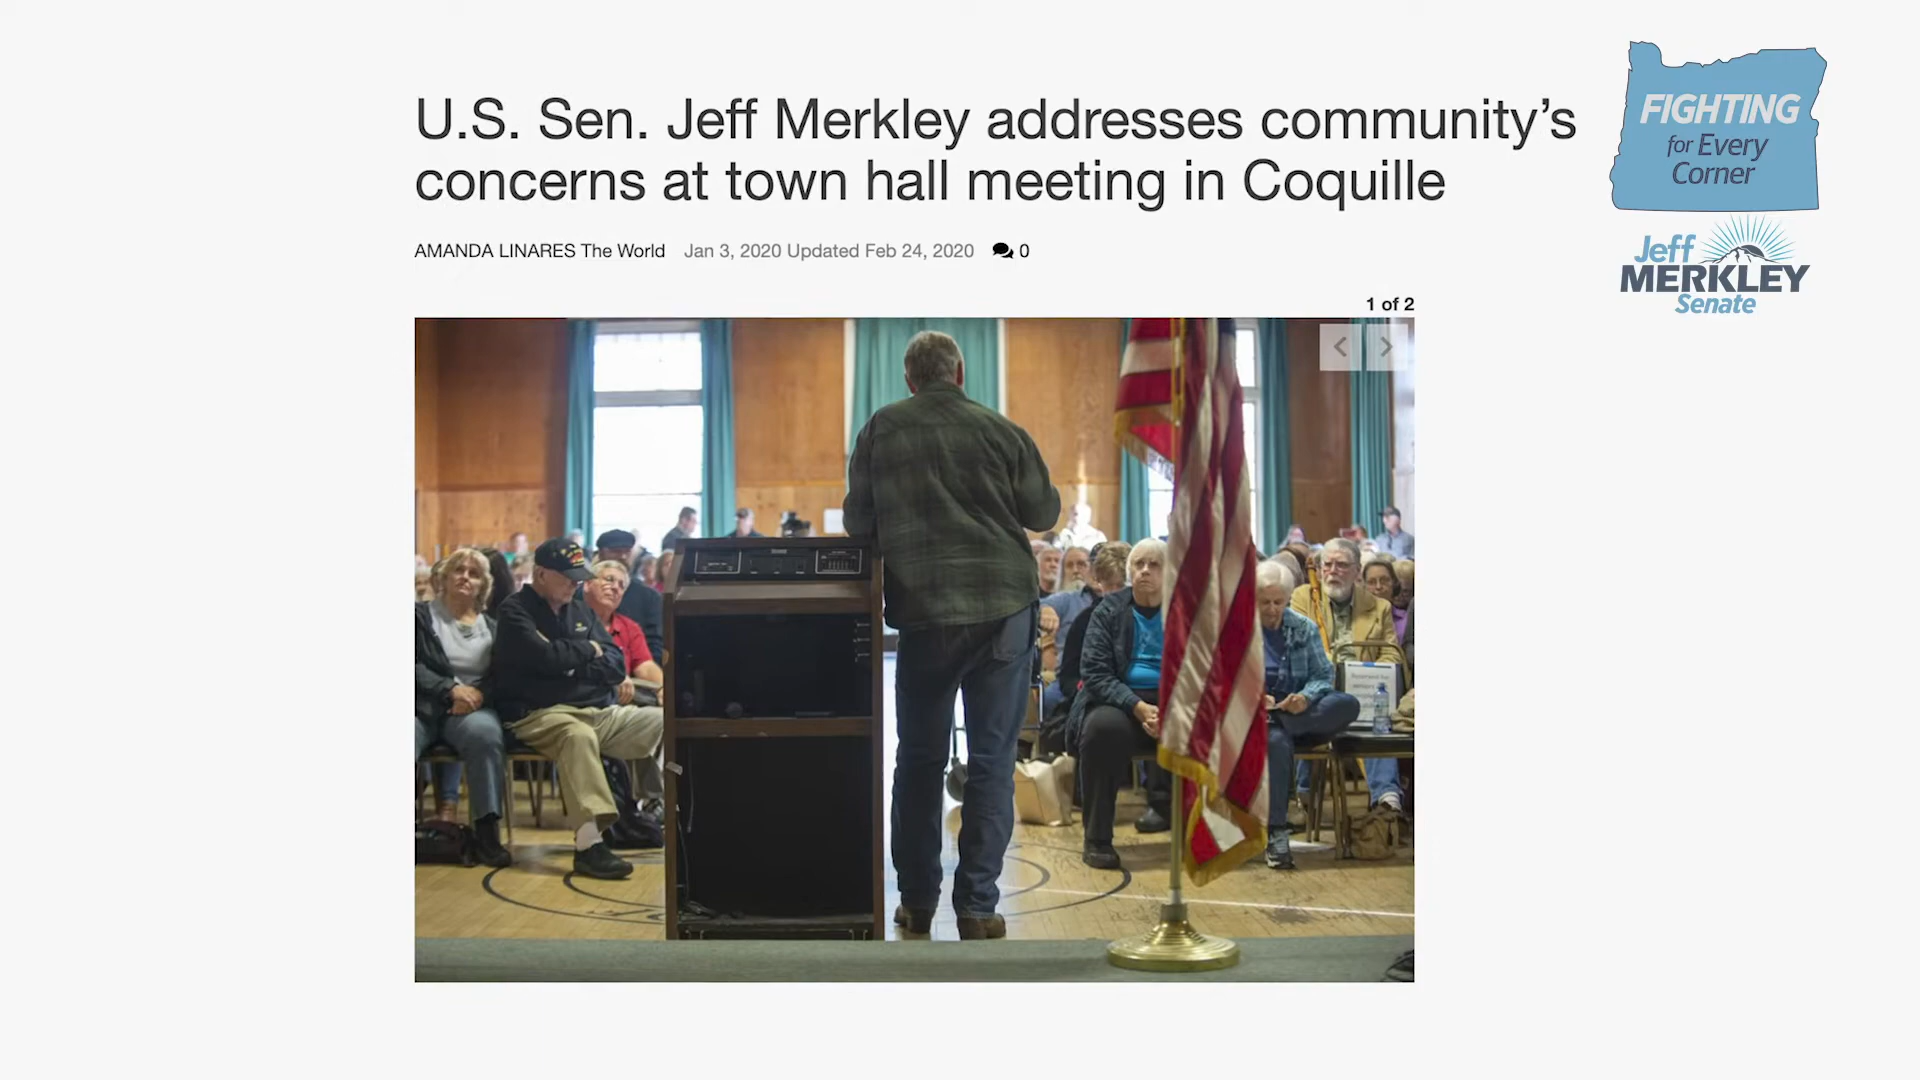 U.S. Sen. Jeff Merkley addresses community’s
concerns at town hall meeting in Coquille
AMANDA LINARES The World Jan 3, 2020 Updated Feb 24, 2020 0
1 of 2
FIGHTING
for Every
Corner
Jeff
MERKLEY
Senate